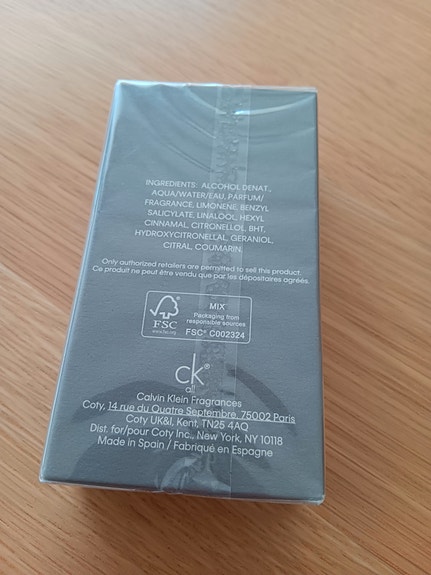 INGREDIENTS: ALCOHOL DENAT.,
AQUA/WATER/EAU, PARFUM/
FRAGRANCE, LIMONENE, BENZYL
SALICYLATE, LINALOOL, HEXYL
CINNAMAL, CITRONELLOL, BHT,
HYDROXYCITRONELLAL, GERANIOL,
CITRAL, COUMARIN.
Only authorized retailers are permitted to sell this product.
Ce produit ne peut être vendu que par les dépositaires agréés.
FSC
www.fsc.org
MIX
Packaging from
responsible sources
FSC® C002324
ck®
all
Calvin Klein Fragrances
Coty, 14 rue du Quatre Septembre, 75002 Paris
Coty UK&I, Kent, TN25 4AQ
Dist. for/pour Coty Inc., New York, NY 10118
Made in Spain / Fabriqué en Espagne